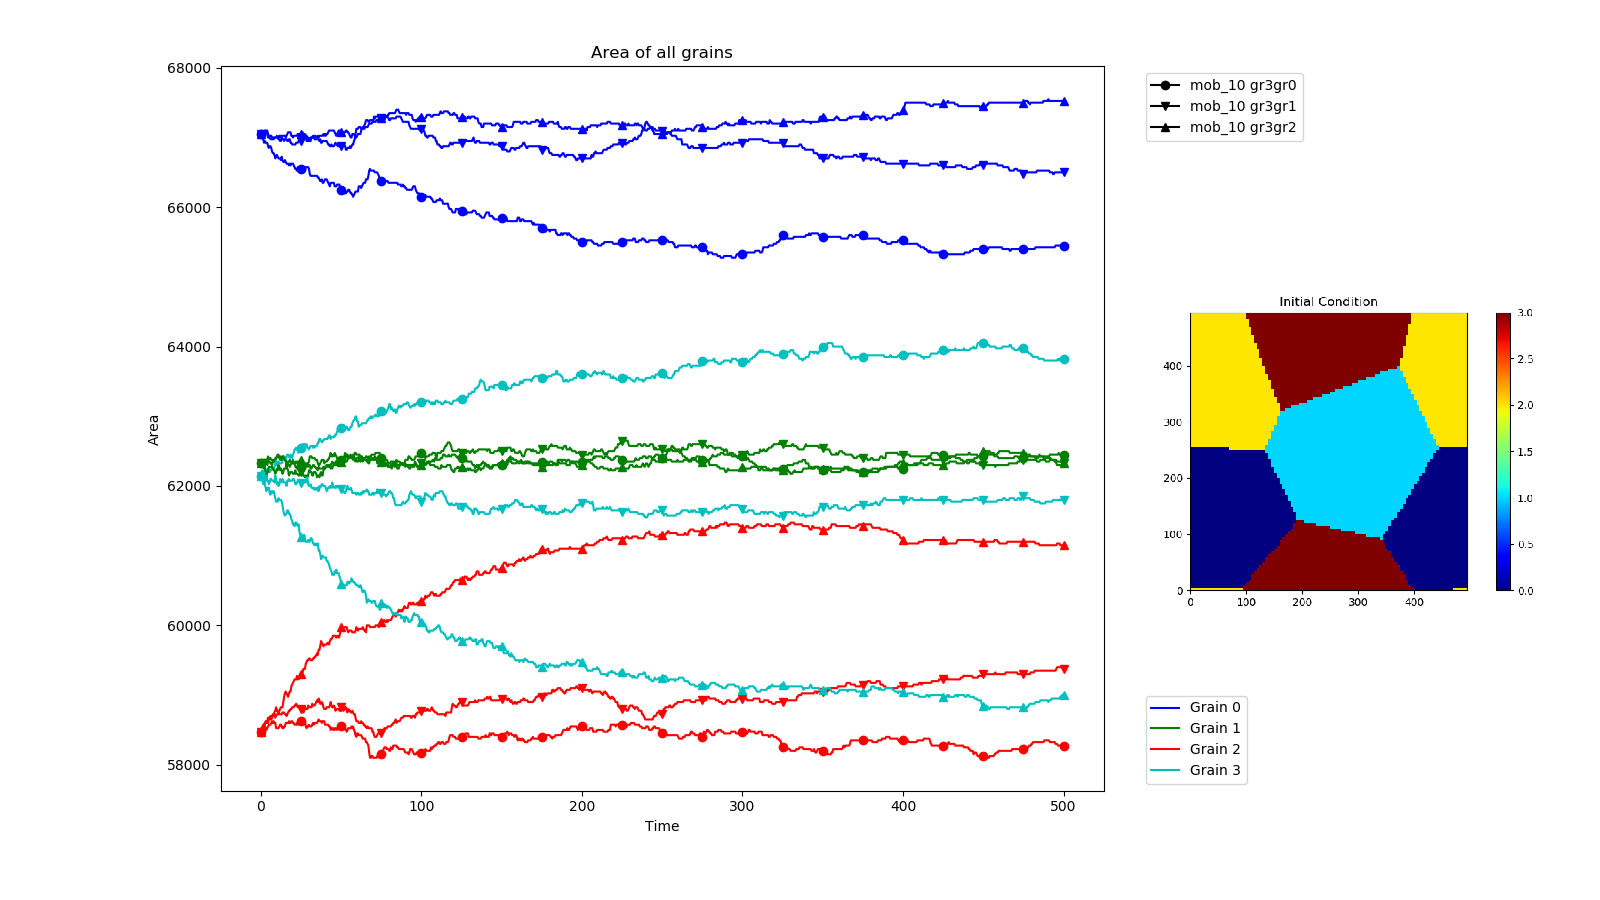 Area of all grains
68000
66000
64000
62000
60000
58000
Area
0
100
200
300
400
500
Time
mob_10 gr3gr0
mob_10 gr3gr1
mob_10 gr3gr2
Initial Condition
400
300
200
100
0
0
100
200
300
400
3.0
2.5
2.0
1.5
1.0
0.5
0.0
Grain 0
Grain 1
Grain 2
Grain 3